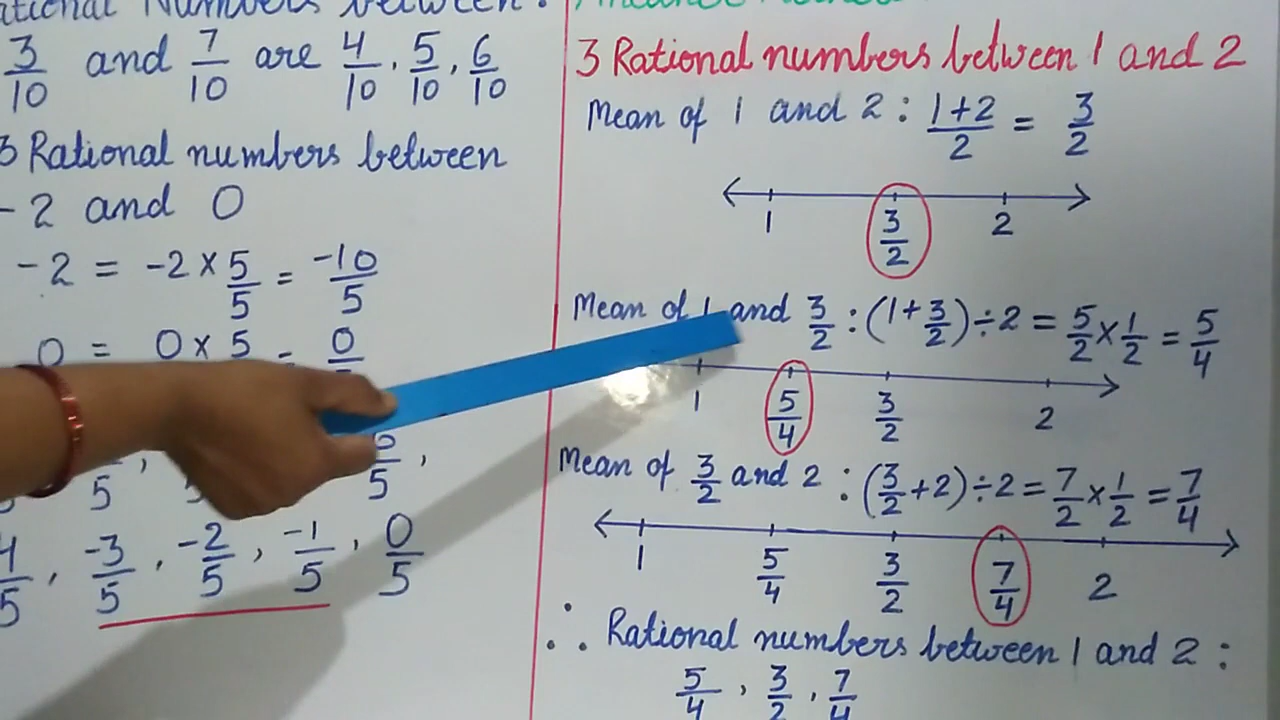 Numbers between:
3/10 and 7/10 are 4/10, 5/10, 6/10
3 Rational numbers between
-2 and 0
-2 = -2 × 5/5 = -10/5
0 = 0 × 5 = 0
/5, /5,
/5, -3/5, -2/5, -1/5, 0/5
3 Rational numbers between 1 and 2
Mean of 1 and 2 : (1+2)/2 = 3/2
1 3/2 2
Mean of 1 and 3/2 : (1+3/2)÷2 = 5/2×1/2 = 5/4
1 5/4 3/2 2
Mean of 3/2 and 2 : (3/2+2)÷2 = 7/2×1/2 = 7/4
1 5/4 3/2 7/4 2
∴ Rational numbers between 1 and 2 :
5/4, 3/2, 7/4